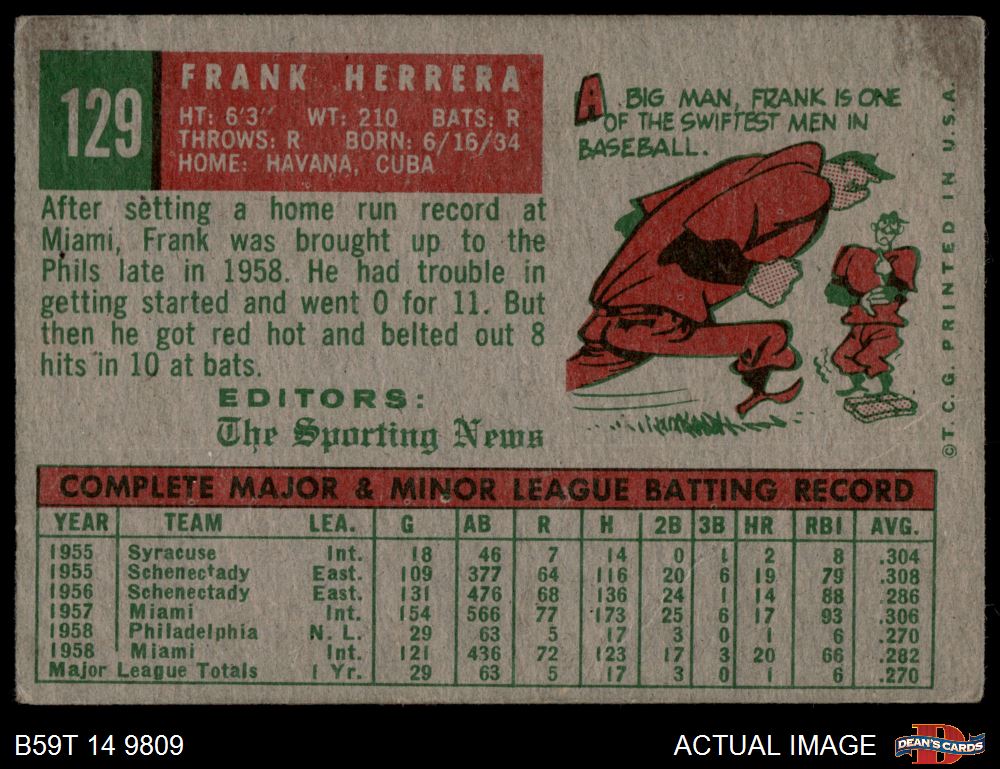 129
FRANK HERRERA
HT: 6'3" WT: 210 BATS: R
THROWS: R BORN: 6/16/34
HOME: HAVANA, CUBA
After setting a home run record at
Miami, Frank was brought up to the
Phils late in 1958. He had trouble in
getting started and went 0 for 11. But
then he got red hot and belted out 8
hits in 10 at bats.
EDITORS:
The Sporting News
A BIG MAN, FRANK IS ONE
OF THE SWIFTEST MEN IN
BASEBALL.
© T. C. G. PRINTED IN U.S.A.
COMPLETE MAJOR & MINOR LEAGUE BATTING RECORD
YEAR TEAM LEA. G AB R H 2B 3B HR RBI AVG.
1955 Syracuse Int. 18 46 7 14 0 1 2 8 .304
1955 Schenectady East. 109 377 64 116 20 6 19 79 .308
1956 Schenectady East. 131 476 68 136 24 1 14 88 .286
1957 Miami Int. 154 566 77 173 25 6 17 93 .306
1958 Philadelphia N. L. 29 63 5 17 3 0 1 6 .270
1958 Miami Int. 121 436 72 123 17 3 20 66 .282
Major League Totals 1 Yr. 29 63 5 17 3 0 1 6 .270
B59T 14 9809
ACTUAL IMAGE
D
DEAN'S CARDS